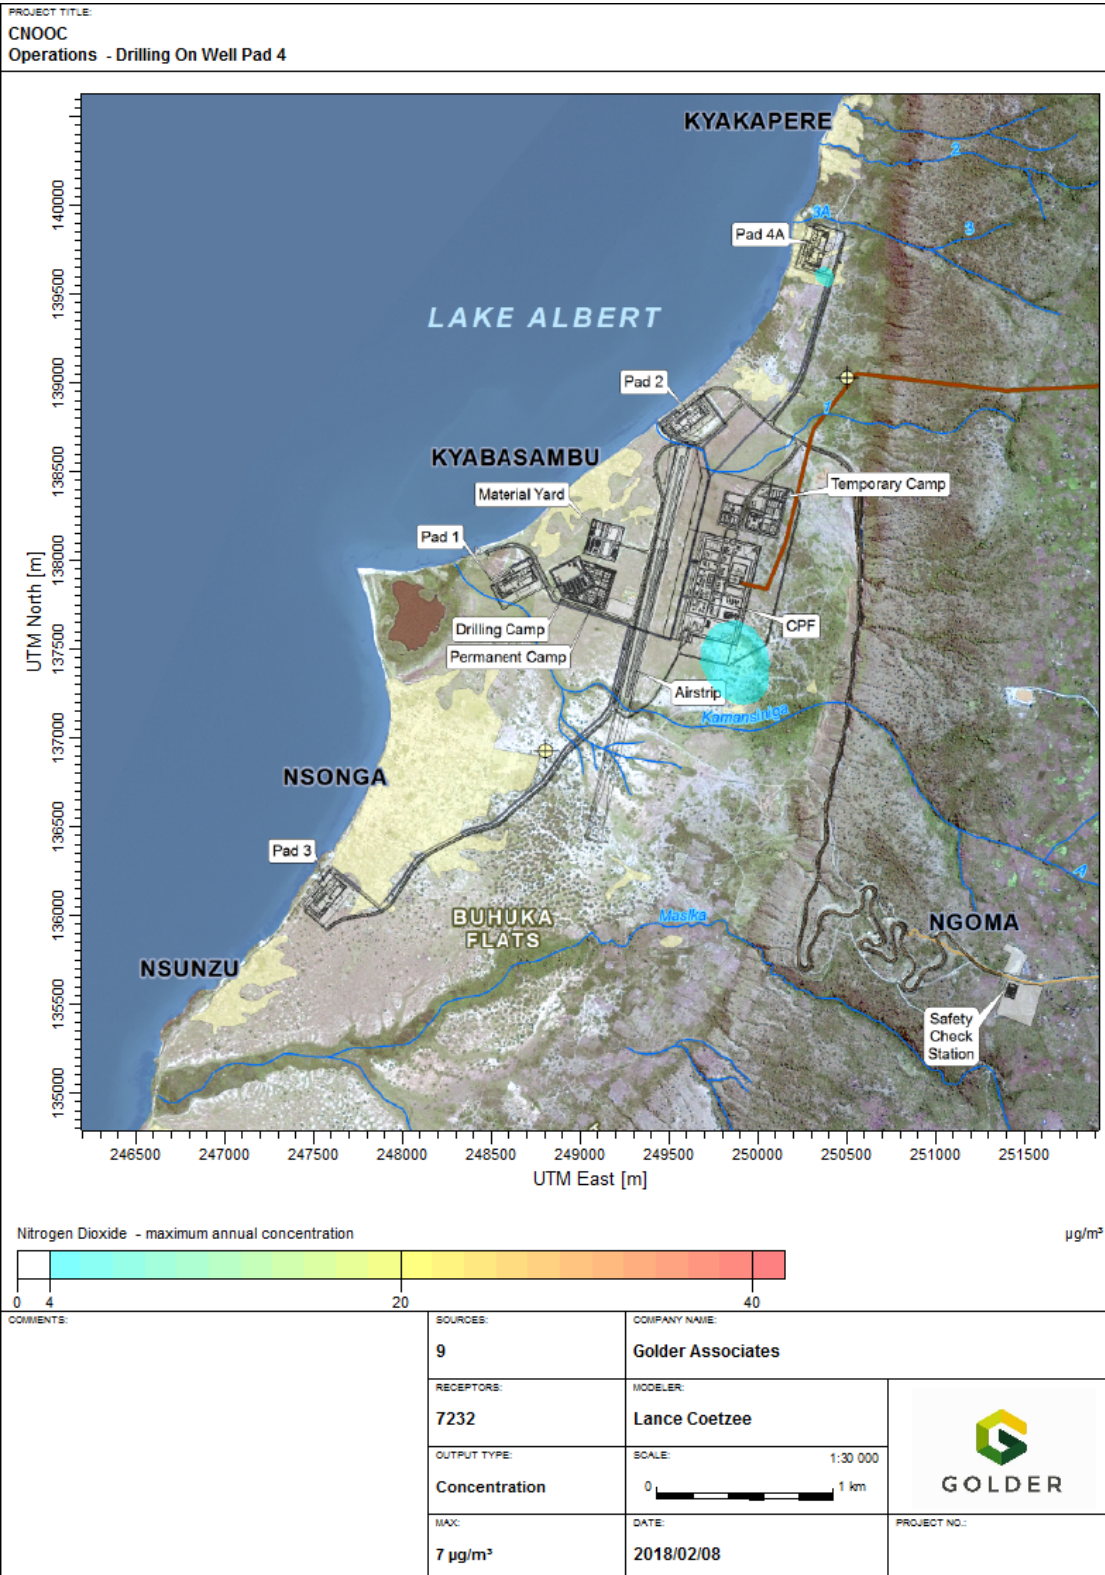 PROJECT TITLE:
CNOOC
Operations - Drilling On Well Pad 4
KYAKAPERE
2
3A
3
Pad 4A
LAKE ALBERT
Pad 2
1
KYABASAMBU
Temporary Camp
Material Yard
Pad 1
Drilling Camp
CPF
Permanent Camp
Airstrip
Kamansiniga
NSONGA
Pad 3
A
BUHUKA
FLATS
Masika
NGOMA
NSUNZU
Safety
Check
Station
UTM North [m]
140000
139500
139000
138500
138000
137500
137000
136500
136000
135500
135000
246500 247000 247500 248000 248500 249000 249500 250000 250500 251000 251500
UTM East [m]
Nitrogen Dioxide - maximum annual concentration µg/m³
0 4 20 40
COMMENTS:
SOURCES:
9
COMPANY NAME:
Golder Associates
RECEPTORS:
7232
MODELER:
Lance Coetzee
OUTPUT TYPE:
Concentration
SCALE: 1:30 000
0 1 km
GOLDER
MAX:
7 µg/m³
DATE:
2018/02/08
PROJECT NO.: